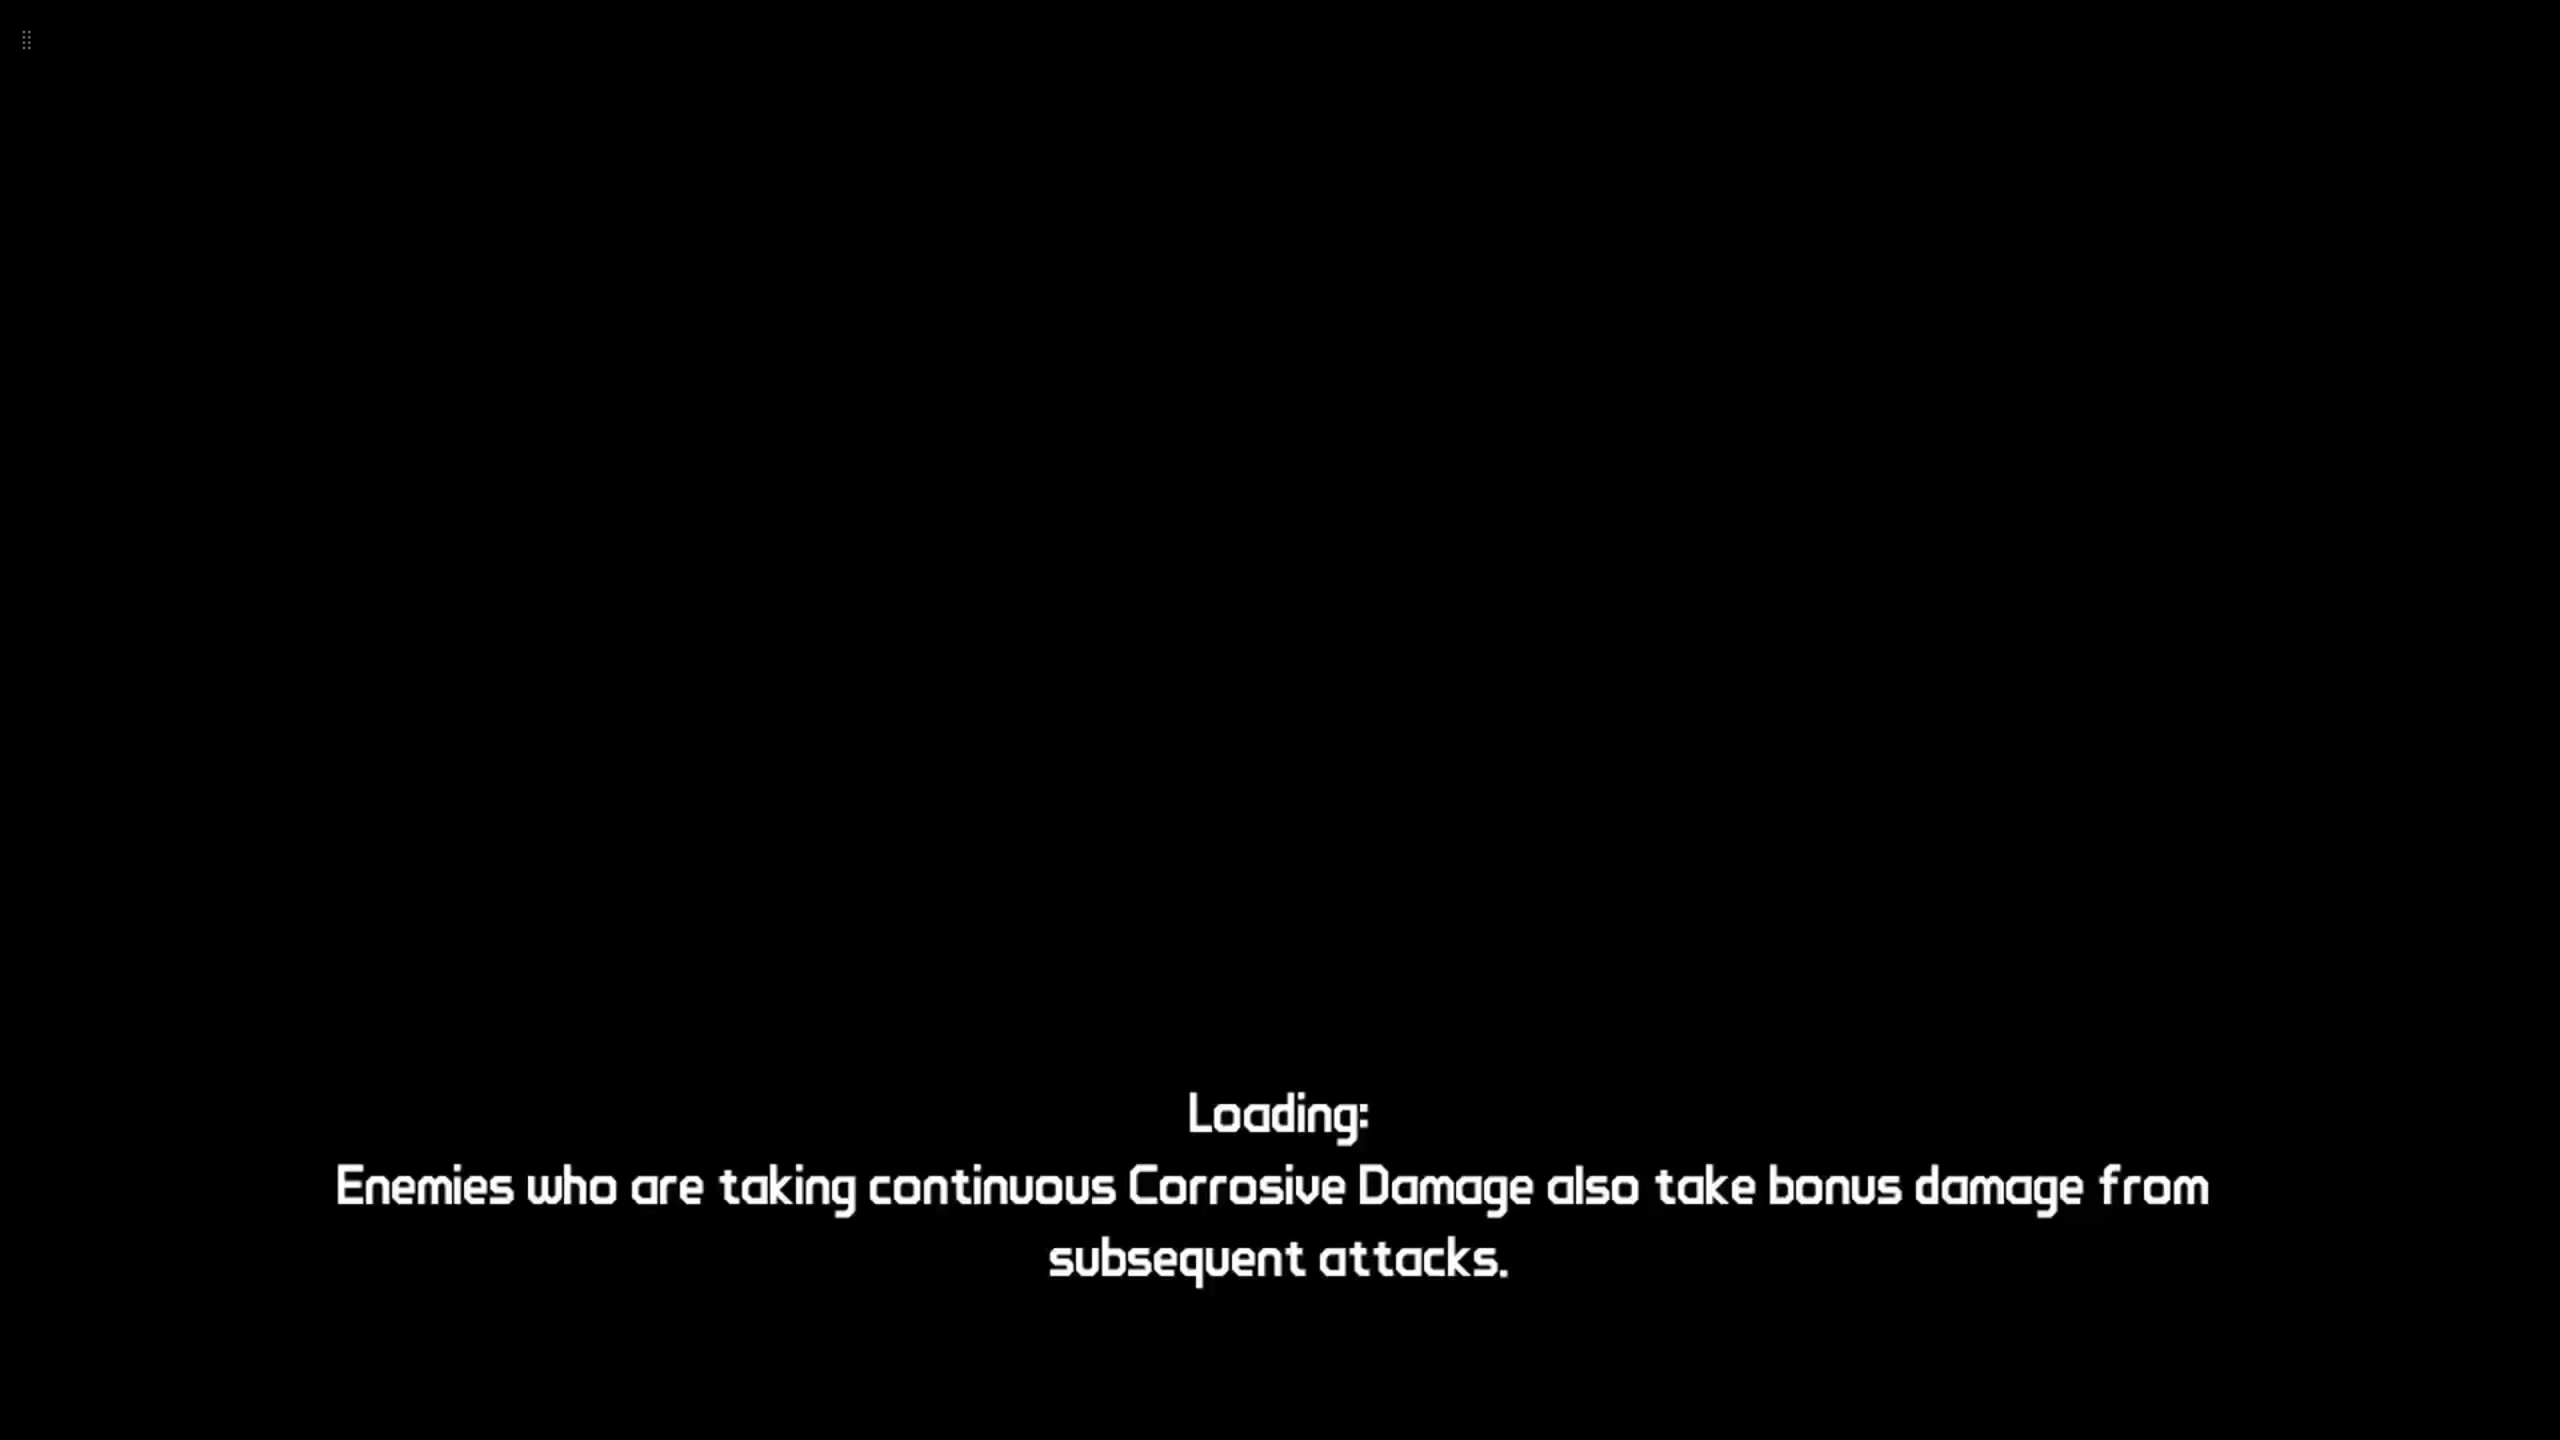 Loading:
Enemies who are taking continuous Corrosive Damage also take bonus damage from
subsequent attacks.